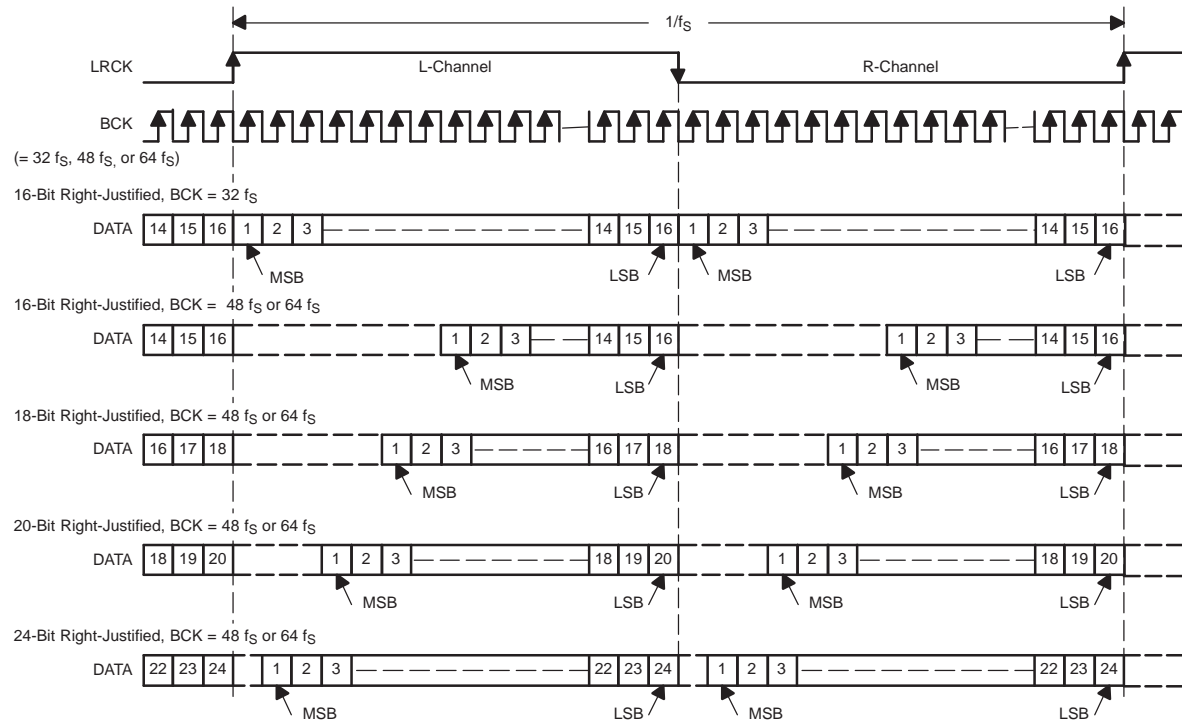 1/fS
LRCK L-Channel R-Channel
BCK
(= 32 fS, 48 fS, or 64 fS)
16-Bit Right-Justified, BCK = 32 fS
DATA 14 15 16 1 2 3 14 15 16 1 2 3 14 15 16
MSB LSB MSB LSB
16-Bit Right-Justified, BCK = 48 fS or 64 fS
DATA 14 15 16 1 2 3 14 15 16 1 2 3 14 15 16
MSB LSB MSB LSB
18-Bit Right-Justified, BCK = 48 fS or 64 fS
DATA 16 17 18 1 2 3 16 17 18 1 2 3 16 17 18
MSB LSB MSB LSB
20-Bit Right-Justified, BCK = 48 fS or 64 fS
DATA 18 19 20 1 2 3 18 19 20 1 2 3 18 19 20
MSB LSB MSB LSB
24-Bit Right-Justified, BCK = 48 fS or 64 fS
DATA 22 23 24 1 2 3 22 23 24 1 2 3 22 23 24
MSB LSB MSB LSB